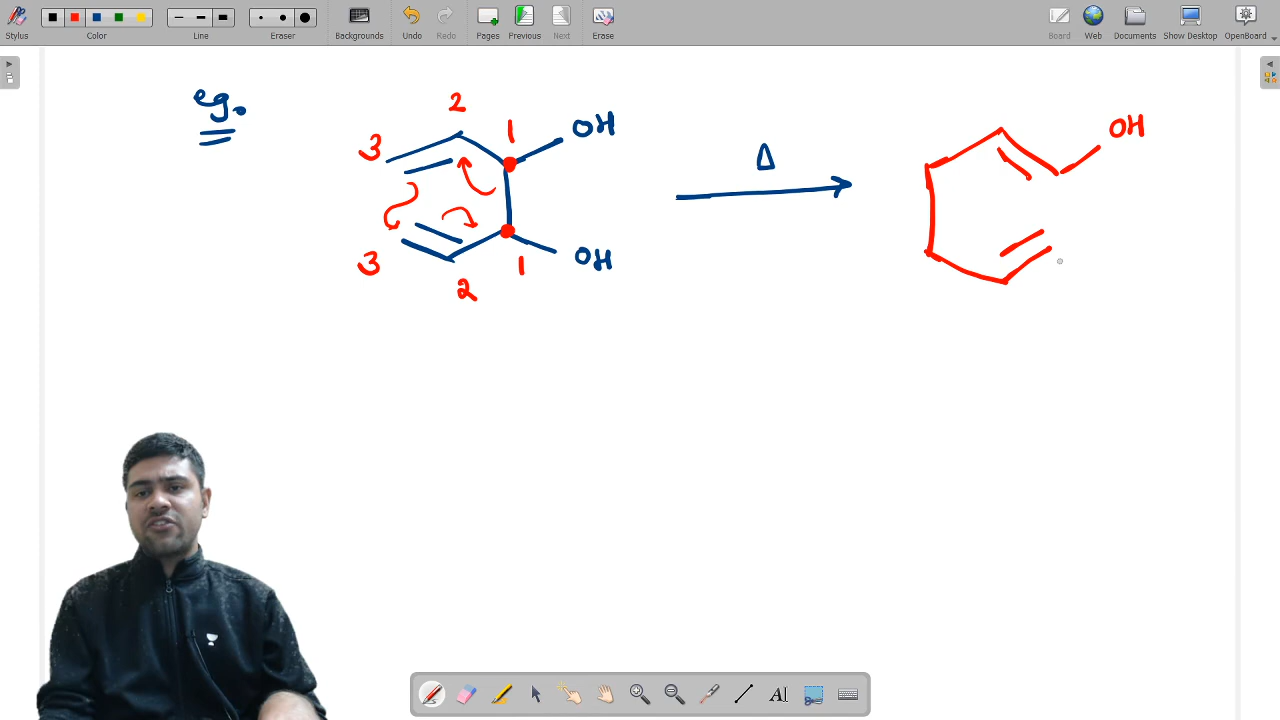 Stylus
Color
Line
Eraser
Backgrounds
Undo
Redo
Pages
Previous
Next
Erase
Board
Web
Documents
Show Desktop
OpenBoard
eg.
2
3
1
OH
3
2
1
OH
Δ
OH
AI